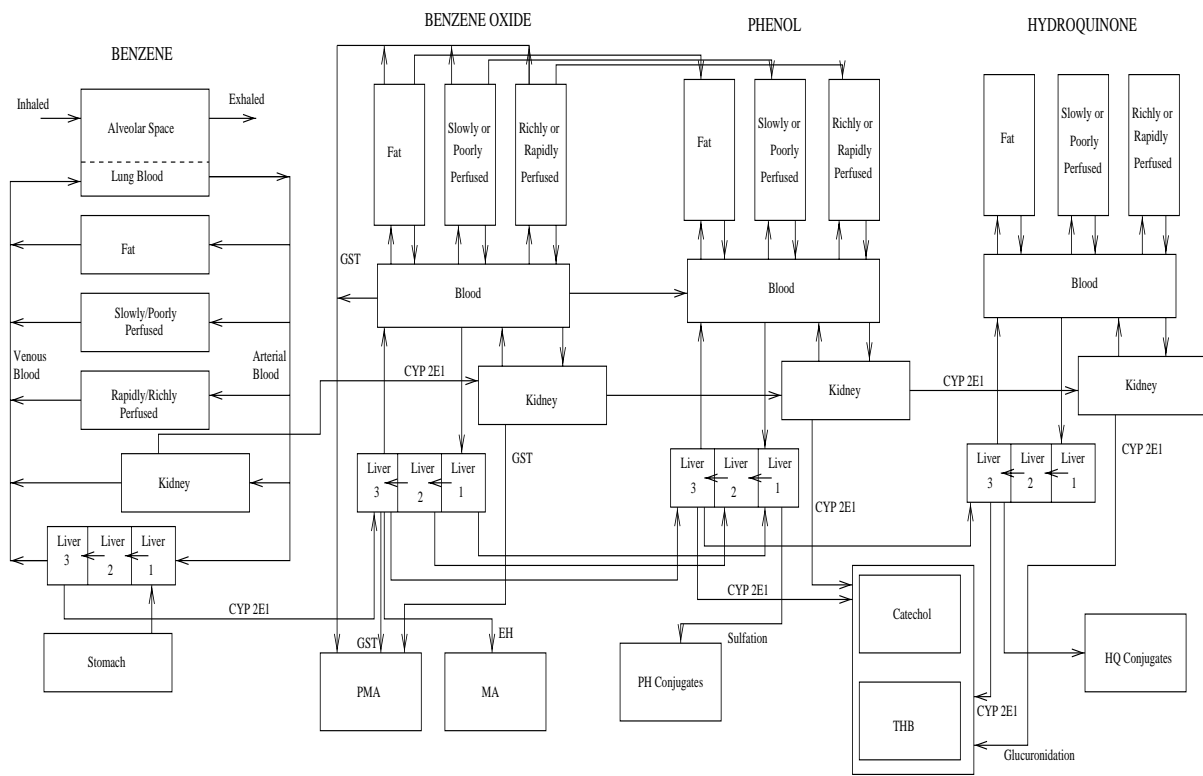 BENZENE
Inhaled
Exhaled
Alveolar Space
Lung Blood
Fat
Slowly/Poorly
Perfused
Venous
Blood
Arterial
Blood
Rapidly/Richly
Perfused
Kidney
Liver
3
Liver
2
Liver
1
Stomach
CYP 2E1
CYP 2E1
BENZENE OXIDE
Fat
Slowly or
Poorly
Perfused
Richly or
Rapidly
Perfused
GST
Blood
Kidney
GST
Liver
3
Liver
2
Liver
1
GST
EH
PMA
MA
PHENOL
Fat
Slowly or
Poorly
Perfused
Richly or
Rapidly
Perfused
Blood
Kidney
CYP 2E1
Liver
3
Liver
2
Liver
1
CYP 2E1
CYP 2E1
Sulfation
PH Conjugates
Catechol
THB
HYDROQUINONE
Fat
Slowly or
Poorly
Perfused
Richly or
Rapidly
Perfused
Blood
Kidney
CYP 2E1
Liver
3
Liver
2
Liver
1
HQ Conjugates
CYP 2E1
Glucuronidation